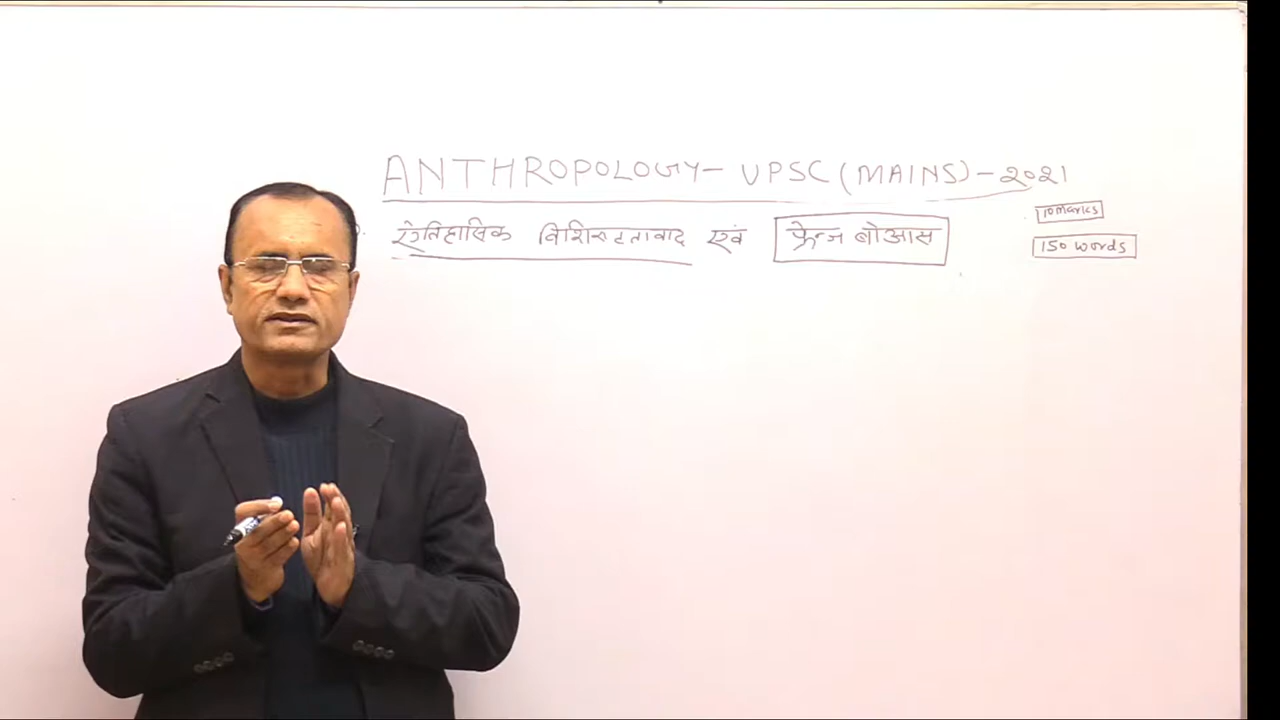 ANTHROPOLOGY- UPSC (MAINS) - 2021
10 Marks
ऐतिहासिक विशिष्टतावाद एवं फ्रेन्ज बोआस
150 words